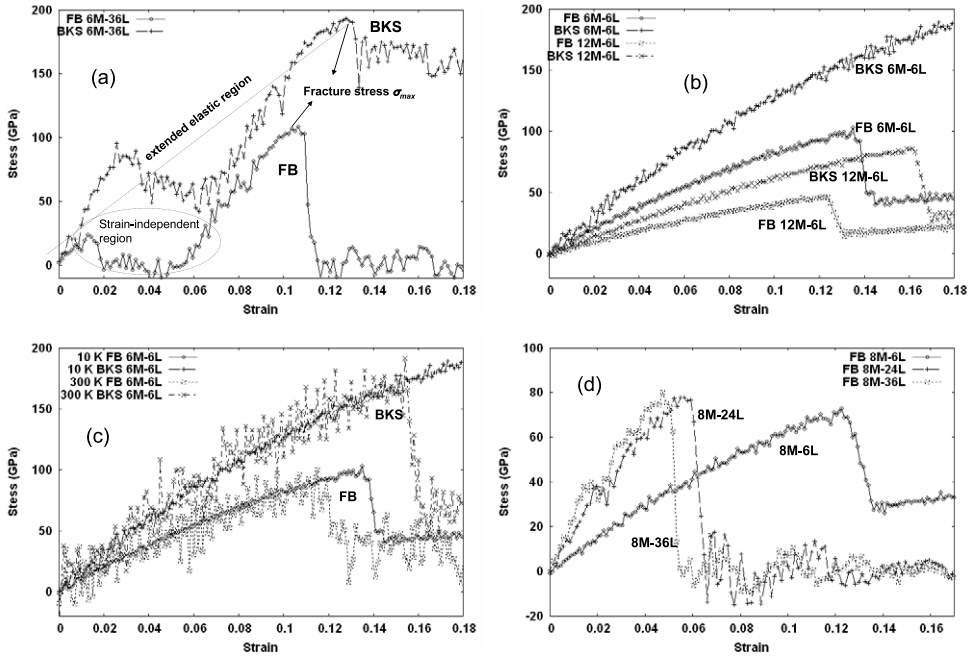 FB 6M-36L
BKS 6M-36L
(a)
BKS
extended elastic region
Fracture stress σmax
FB
Strain-independent
region
Stess (GPa)
200
150
100
50
0
0
0.02
0.04
0.06
0.08
0.1
0.12
0.14
0.16
0.18
Strain
FB 6M-6L
BKS 6M-6L
FB 12M-6L
BKS 12M-6L
(b)
BKS 6M-6L
FB 6M-6L
BKS 12M-6L
FB 12M-6L
Stess (GPa)
200
150
100
50
0
0
0.02
0.04
0.06
0.08
0.1
0.12
0.14
0.16
0.18
Strain
10 K FB 6M-6L
10 K BKS 6M-6L
300 K FB 6M-6L
300 K BKS 6M-6L
(c)
BKS
FB
Stess (GPa)
200
150
100
50
0
0
0.02
0.04
0.06
0.08
0.1
0.12
0.14
0.16
0.18
Strain
FB 8M-6L
FB 8M-24L
FB 8M-36L
(d)
8M-24L
8M-6L
8M-36L
Stess (GPa)
100
80
60
40
20
0
-20
0
0.02
0.04
0.06
0.08
0.1
0.12
0.14
0.16
Strain